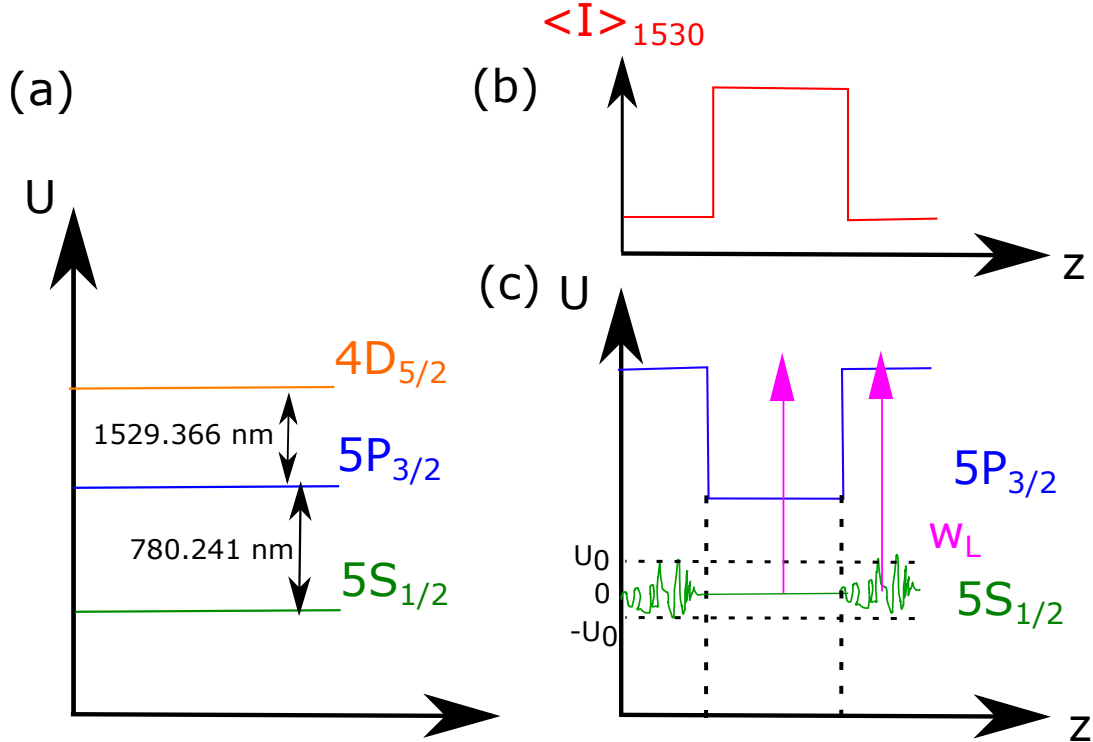 (a)
U
4D5/2
1529.366 nm
5P3/2
780.241 nm
5S1/2
<I>1530
(b)
z
(c) U
5P3/2
wL
U0
0
5S1/2
-U0
z